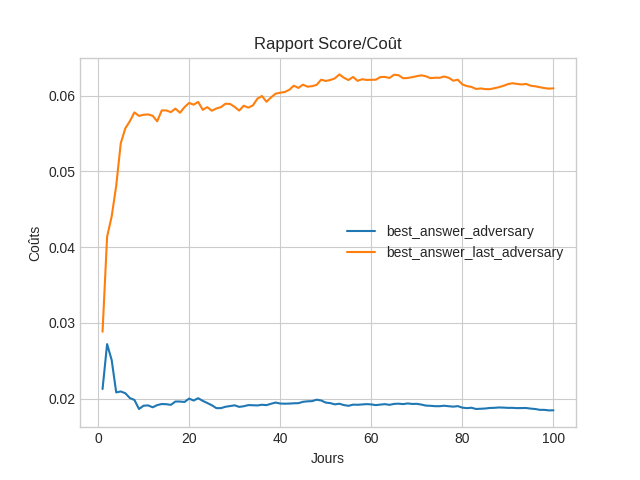 Rapport Score/Coût
0.06
0.05
0.04
0.03
0.02
Coûts
best_answer_adversary
best_answer_last_adversary
0 20 40 60 80 100
Jours